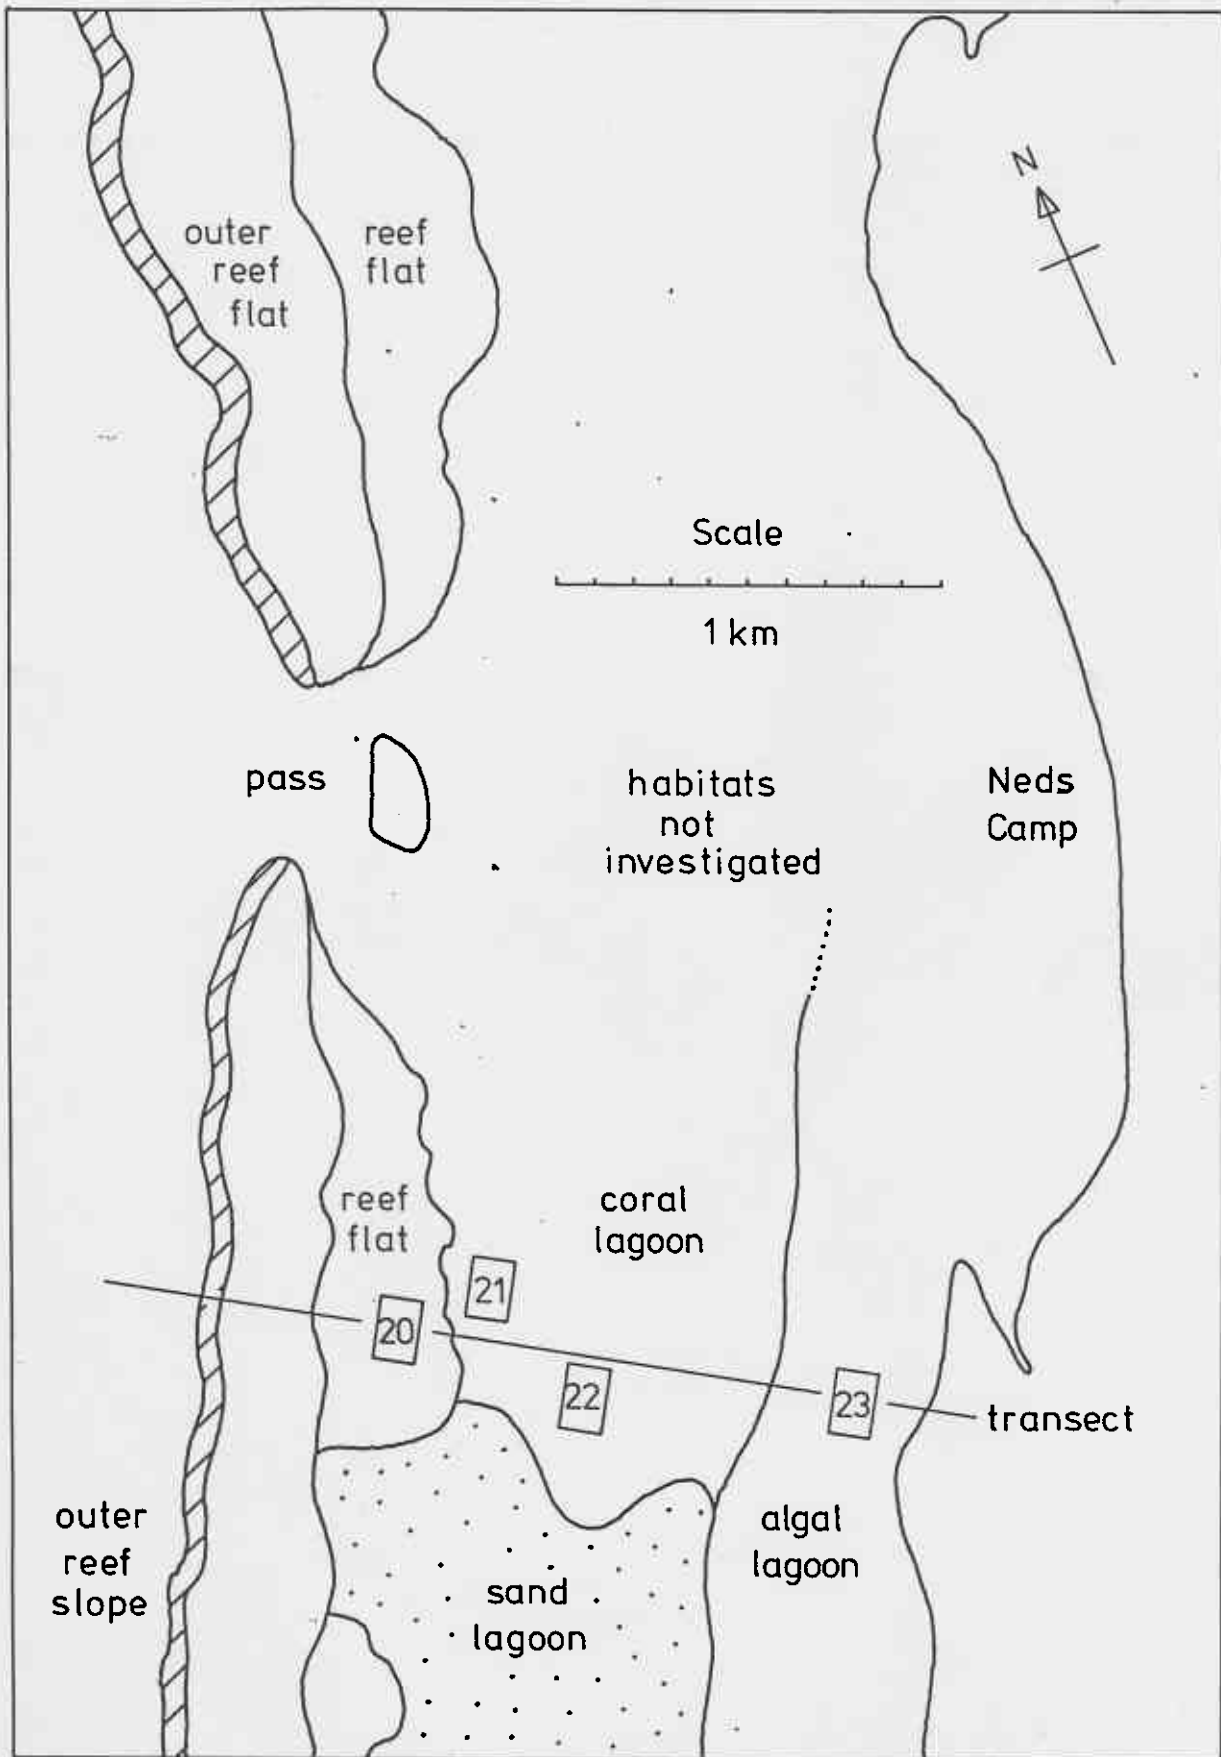 N
outer
reef
flat
reef
flat
Scale
1 km
pass
habitats
not
investigated
Neds
Camp
reef
flat
coral
lagoon
21
20
22
23
transect
outer
reef
slope
algal
lagoon
sand
lagoon